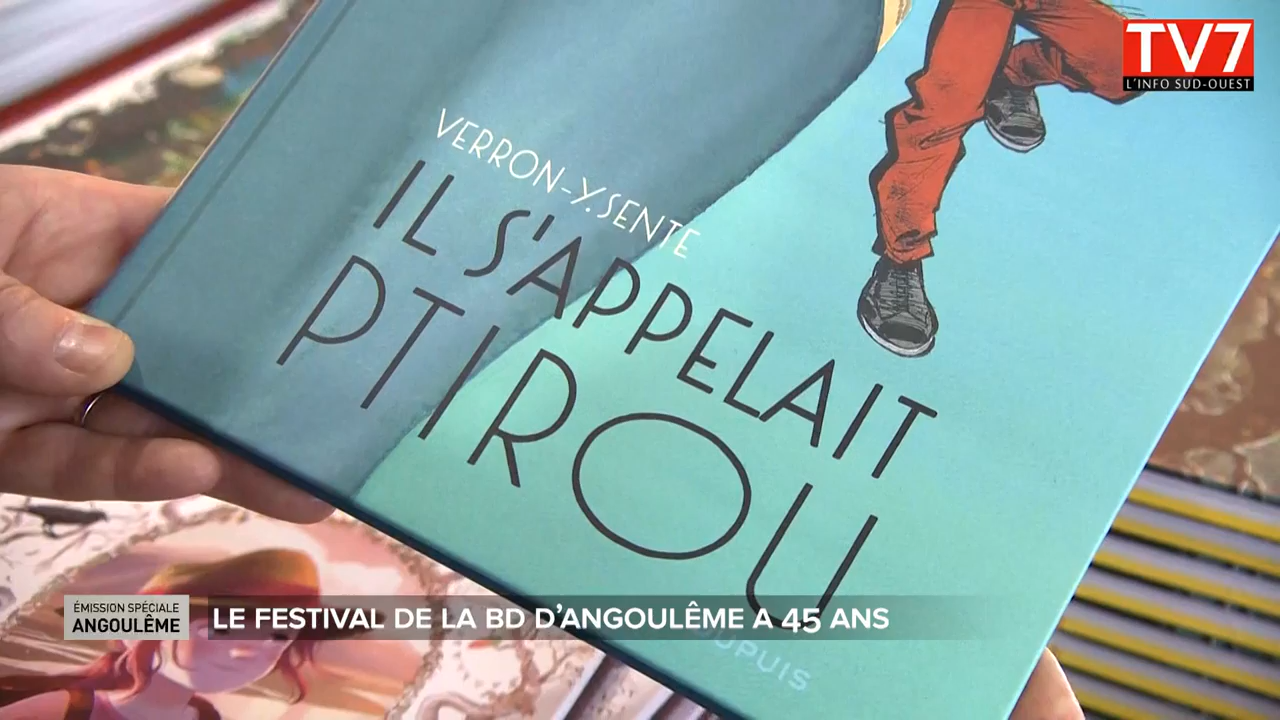 TV7
L'INFO SUD-OUEST
VERRON-Y.SENTE
IL S'APPELAIT
PTIROU
ÉMISSION SPÉCIALE
ANGOULÊME
LE FESTIVAL DE LA BD D'ANGOULÊME A 45 ANS
DUPUIS